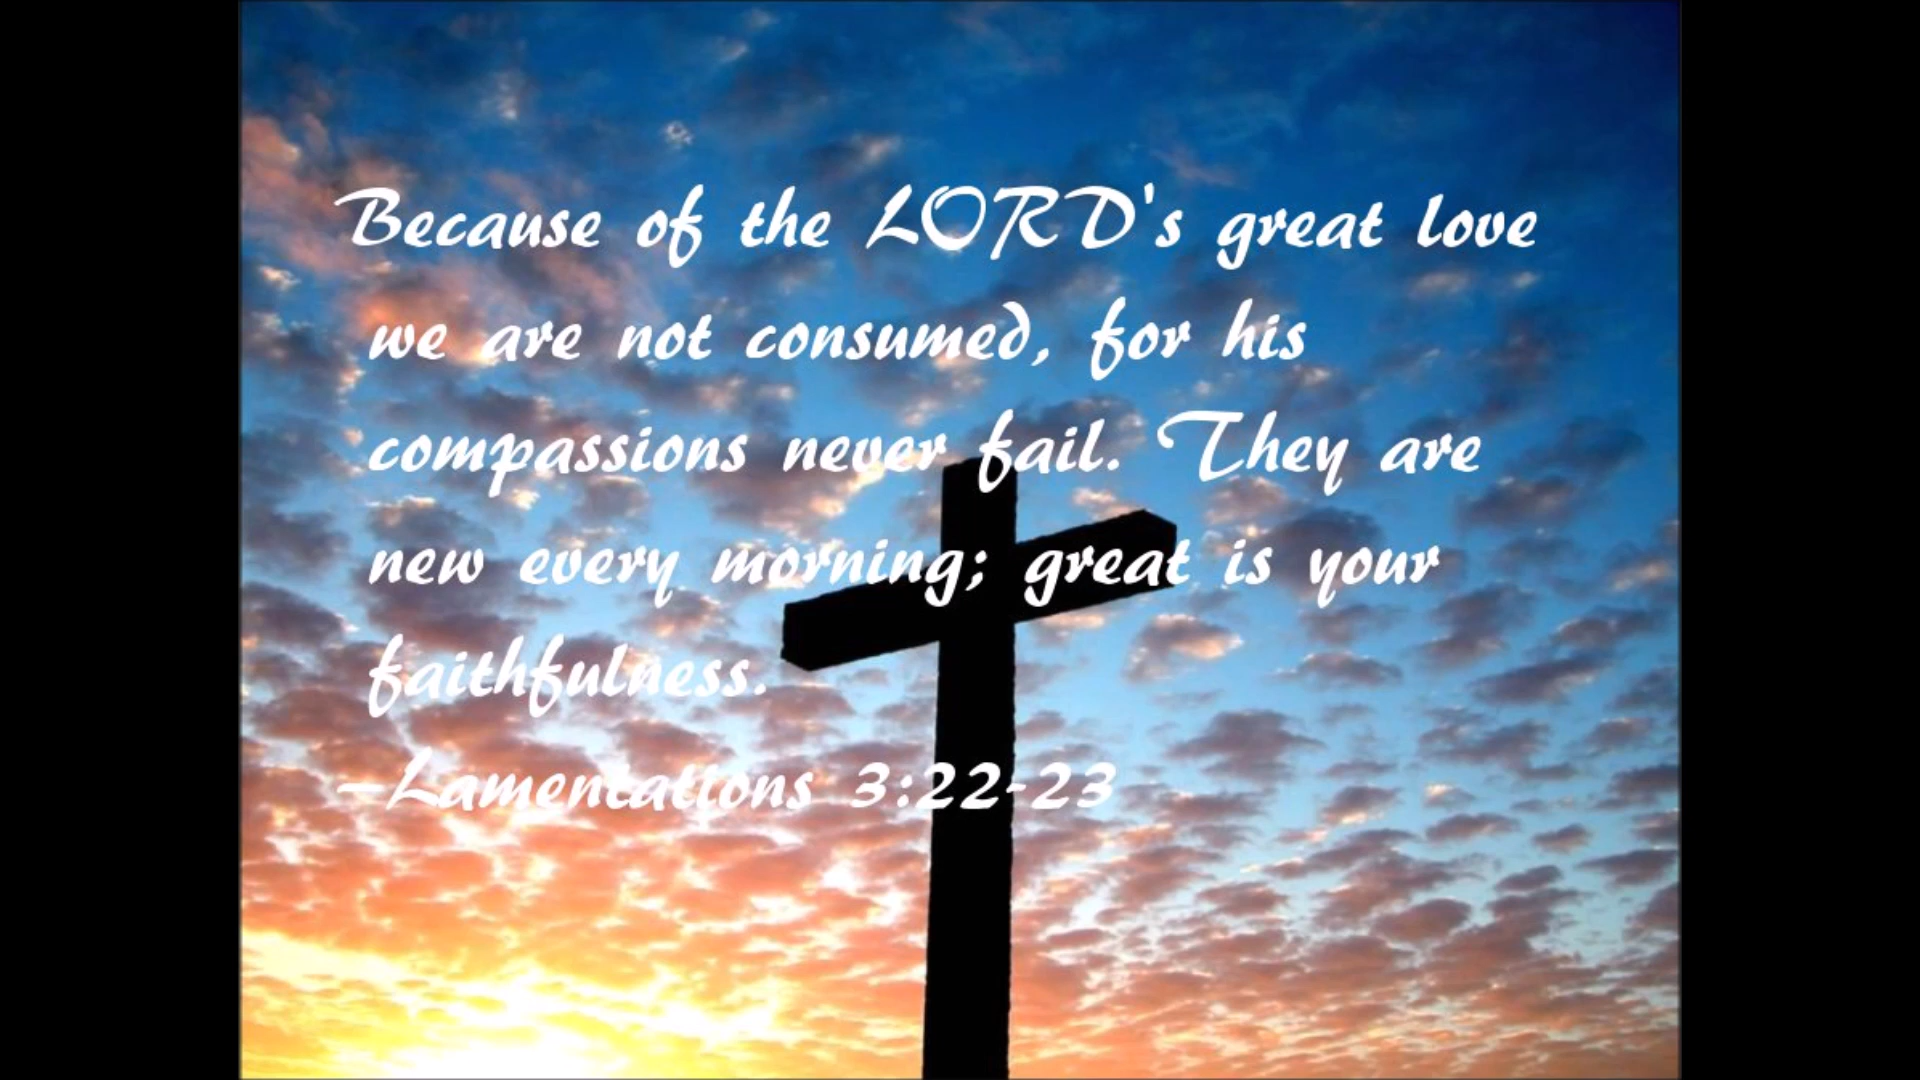 Because of the LORD's great love
we are not consumed, for his
compassions never fail. They are
new every morning; great is your
faithfulness.
–Lamentations 3:22-23